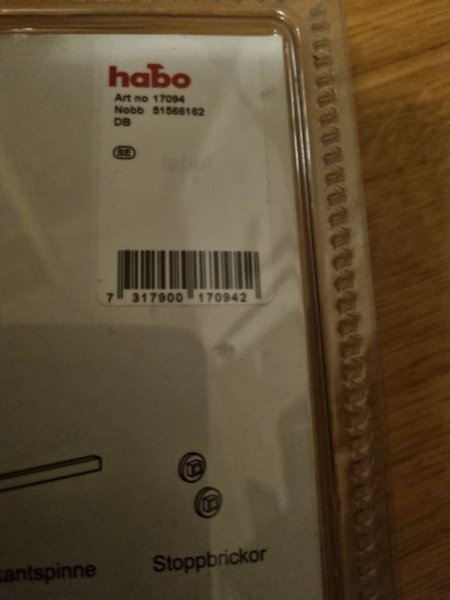 habo
Art no 17094
Nobb 51566162
DB
SE
7 317900 170942
kantspinne
Stoppbrickor